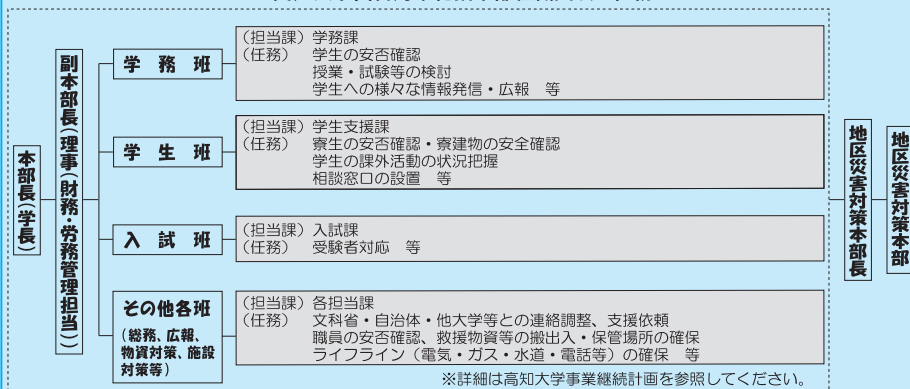 本部長(学長)
副本部長(理事(財務・労務管理担当))
学務班
(担当課)学務課
(任務) 学生の安否確認
授業・試験等の検討
学生への様々な情報発信・広報 等
学生班
(担当課)学生支援課
(任務) 寮生の安否確認・寮建物の安全確認
学生の課外活動の状況把握
相談窓口の設置 等
入試班
(担当課)入試課
(任務) 受験者対応 等
その他各班
(総務、広報、
物資対策、施設
対策等)
(担当課)各担当課
(任務) 文科省・自治体・他大学等との連絡調整、支援依頼
職員の安否確認、救援物資等の搬出入・保管場所の確保
ライフライン(電気・ガス・水道・電話等)の確保 等
※詳細は高知大学事業継続計画を参照してください。
地区災害対策本部長
地区災害対策本部